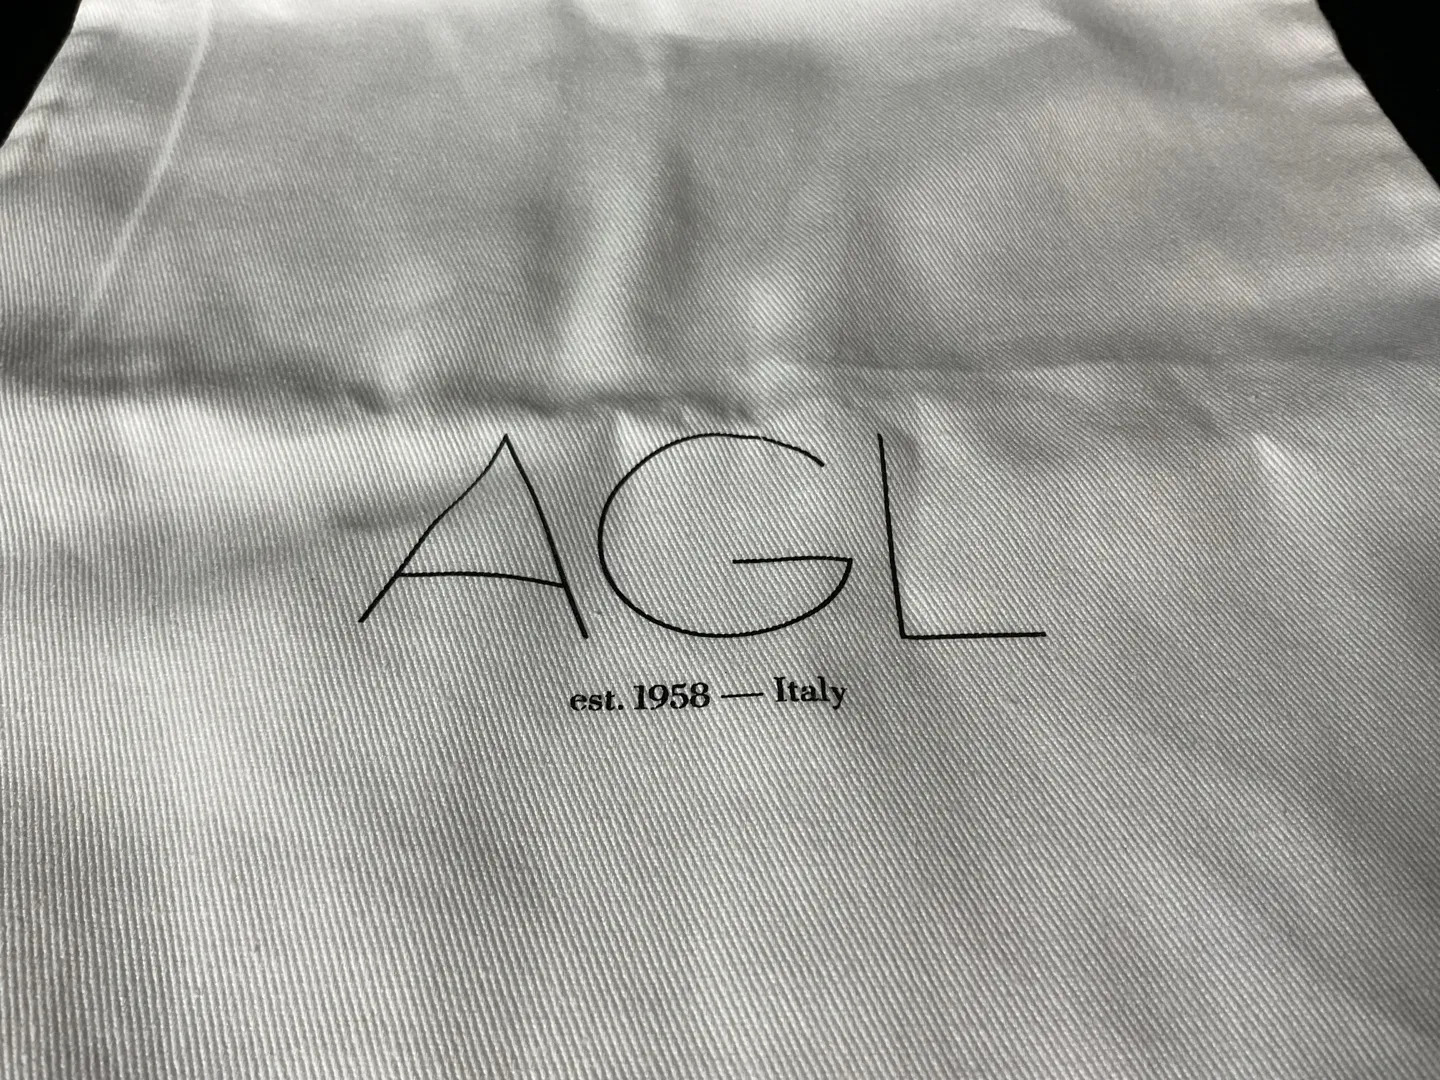 AGL
est. 1958 — Italy